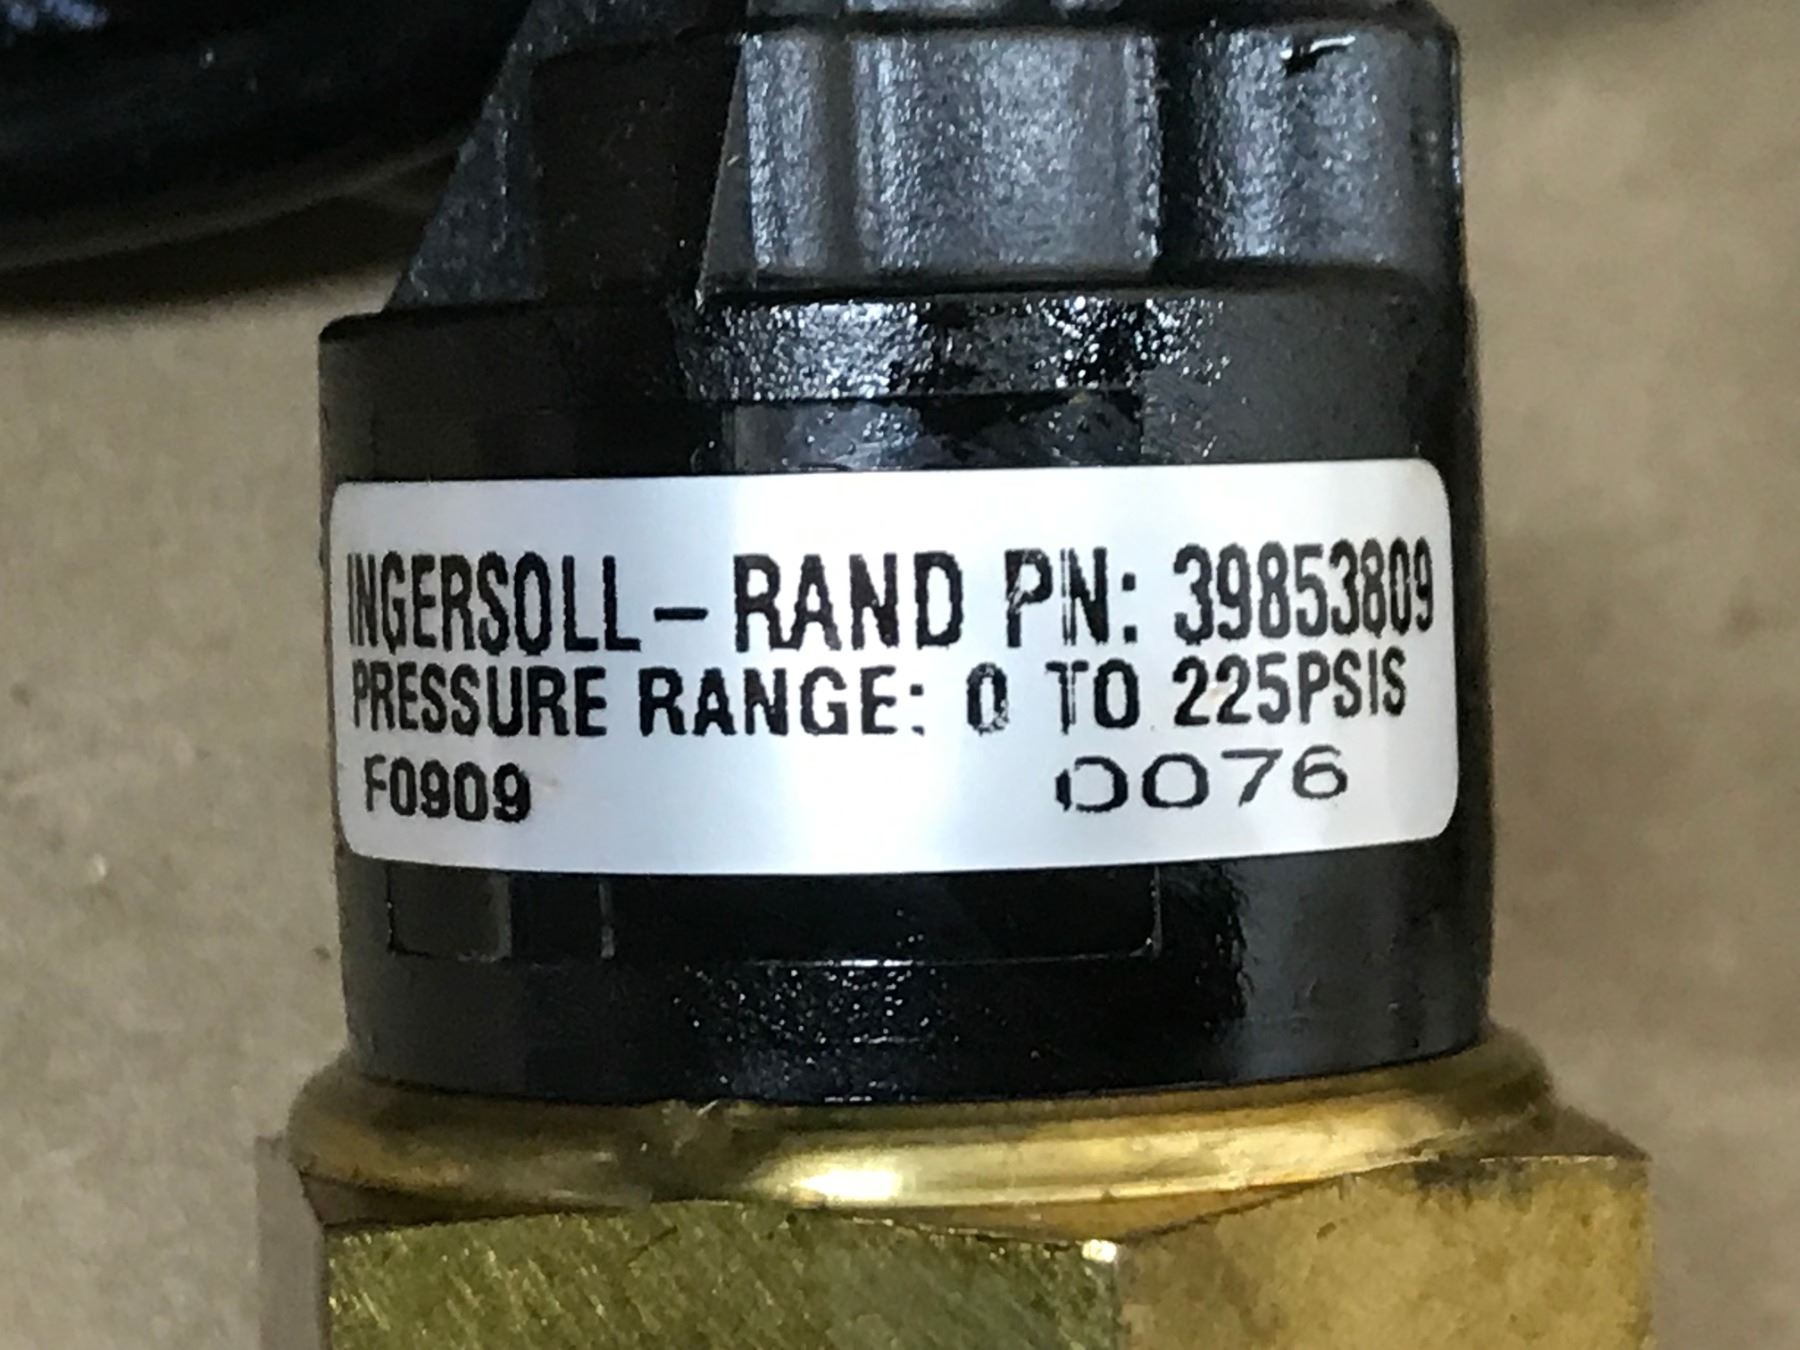 INGERSOLL-RAND PN: 39853809
PRESSURE RANGE: 0 TO 225PSIS
F0909 0076